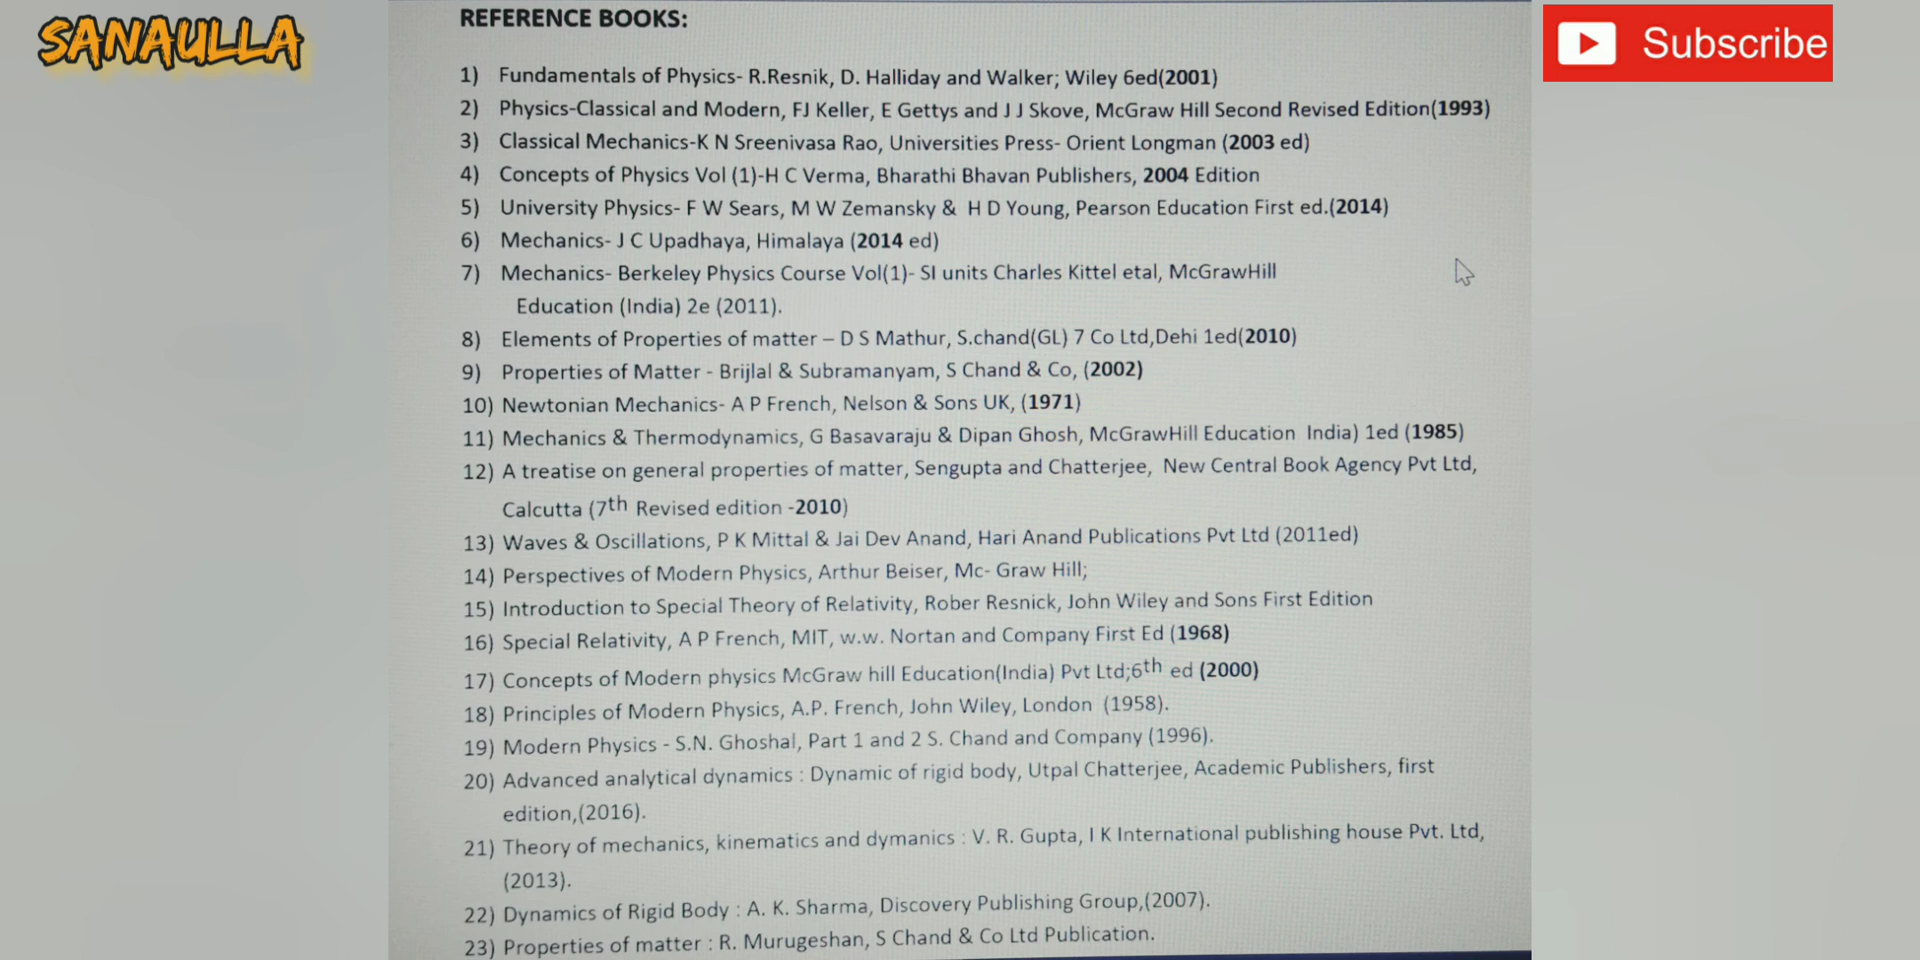 SANAULLA
Subscribe
REFERENCE BOOKS:
1) Fundamentals of Physics- R.Resnik, D. Halliday and Walker; Wiley 6ed(2001)
2) Physics-Classical and Modern, FJ Keller, E Gettys and J J Skove, McGraw Hill Second Revised Edition(1993)
3) Classical Mechanics-K N Sreenivasa Rao, Universities Press- Orient Longman (2003 ed)
4) Concepts of Physics Vol (1)-H C Verma, Bharathi Bhavan Publishers, 2004 Edition
5) University Physics- F W Sears, M W Zemansky & H D Young, Pearson Education First ed.(2014)
6) Mechanics- J C Upadhaya, Himalaya (2014 ed)
7) Mechanics- Berkeley Physics Course Vol(1)- SI units Charles Kittel etal, McGrawHill
Education (India) 2e (2011).
8) Elements of Properties of matter – D S Mathur, S.chand(GL) 7 Co Ltd,Dehi 1ed(2010)
9) Properties of Matter - Brijlal & Subramanyam, S Chand & Co, (2002)
10) Newtonian Mechanics- A P French, Nelson & Sons UK, (1971)
11) Mechanics & Thermodynamics, G Basavaraju & Dipan Ghosh, McGrawHill Education India) 1ed (1985)
12) A treatise on general properties of matter, Sengupta and Chatterjee, New Central Book Agency Pvt Ltd,
Calcutta (7th Revised edition -2010)
13) Waves & Oscillations, P K Mittal & Jai Dev Anand, Hari Anand Publications Pvt Ltd (2011ed)
14) Perspectives of Modern Physics, Arthur Beiser, Mc- Graw Hill;
15) Introduction to Special Theory of Relativity, Rober Resnick, John Wiley and Sons First Edition
16) Special Relativity, A P French, MIT, w.w. Nortan and Company First Ed (1968)
17) Concepts of Modern physics McGraw hill Education(India) Pvt Ltd;6th ed (2000)
18) Principles of Modern Physics, A.P. French, John Wiley, London (1958).
19) Modern Physics - S.N. Ghoshal, Part 1 and 2 S. Chand and Company (1996).
20) Advanced analytical dynamics : Dynamic of rigid body, Utpal Chatterjee, Academic Publishers, first
edition,(2016).
21) Theory of mechanics, kinematics and dymanics : V. R. Gupta, I K International publishing house Pvt. Ltd,
(2013).
22) Dynamics of Rigid Body : A. K. Sharma, Discovery Publishing Group,(2007).
23) Properties of matter : R. Murugeshan, S Chand & Co Ltd Publication.